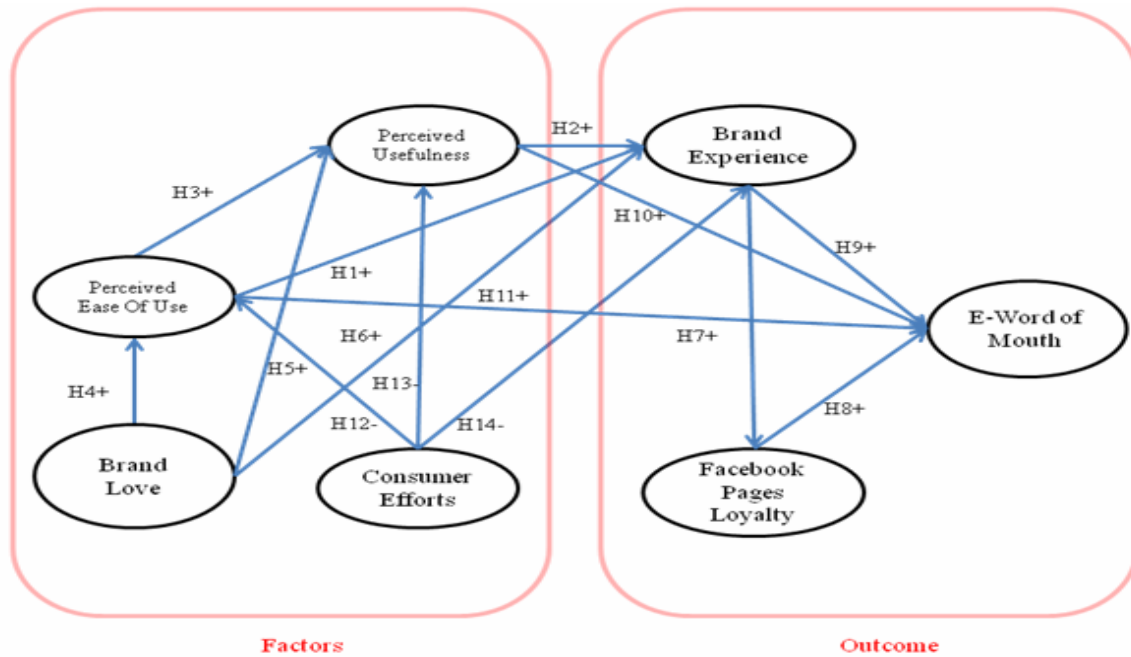 Perceived
Usefulness
H2+
Brand
Experience
H3+
H10+
H9+
Perceived
Ease Of Use
H1+
H11+
E-Word of
Mouth
H6+
H7+
H5+
H13-
H4+
H12-
H14-
H8+
Brand
Love
Consumer
Efforts
Facebook
Pages
Loyalty
Factors
Outcome